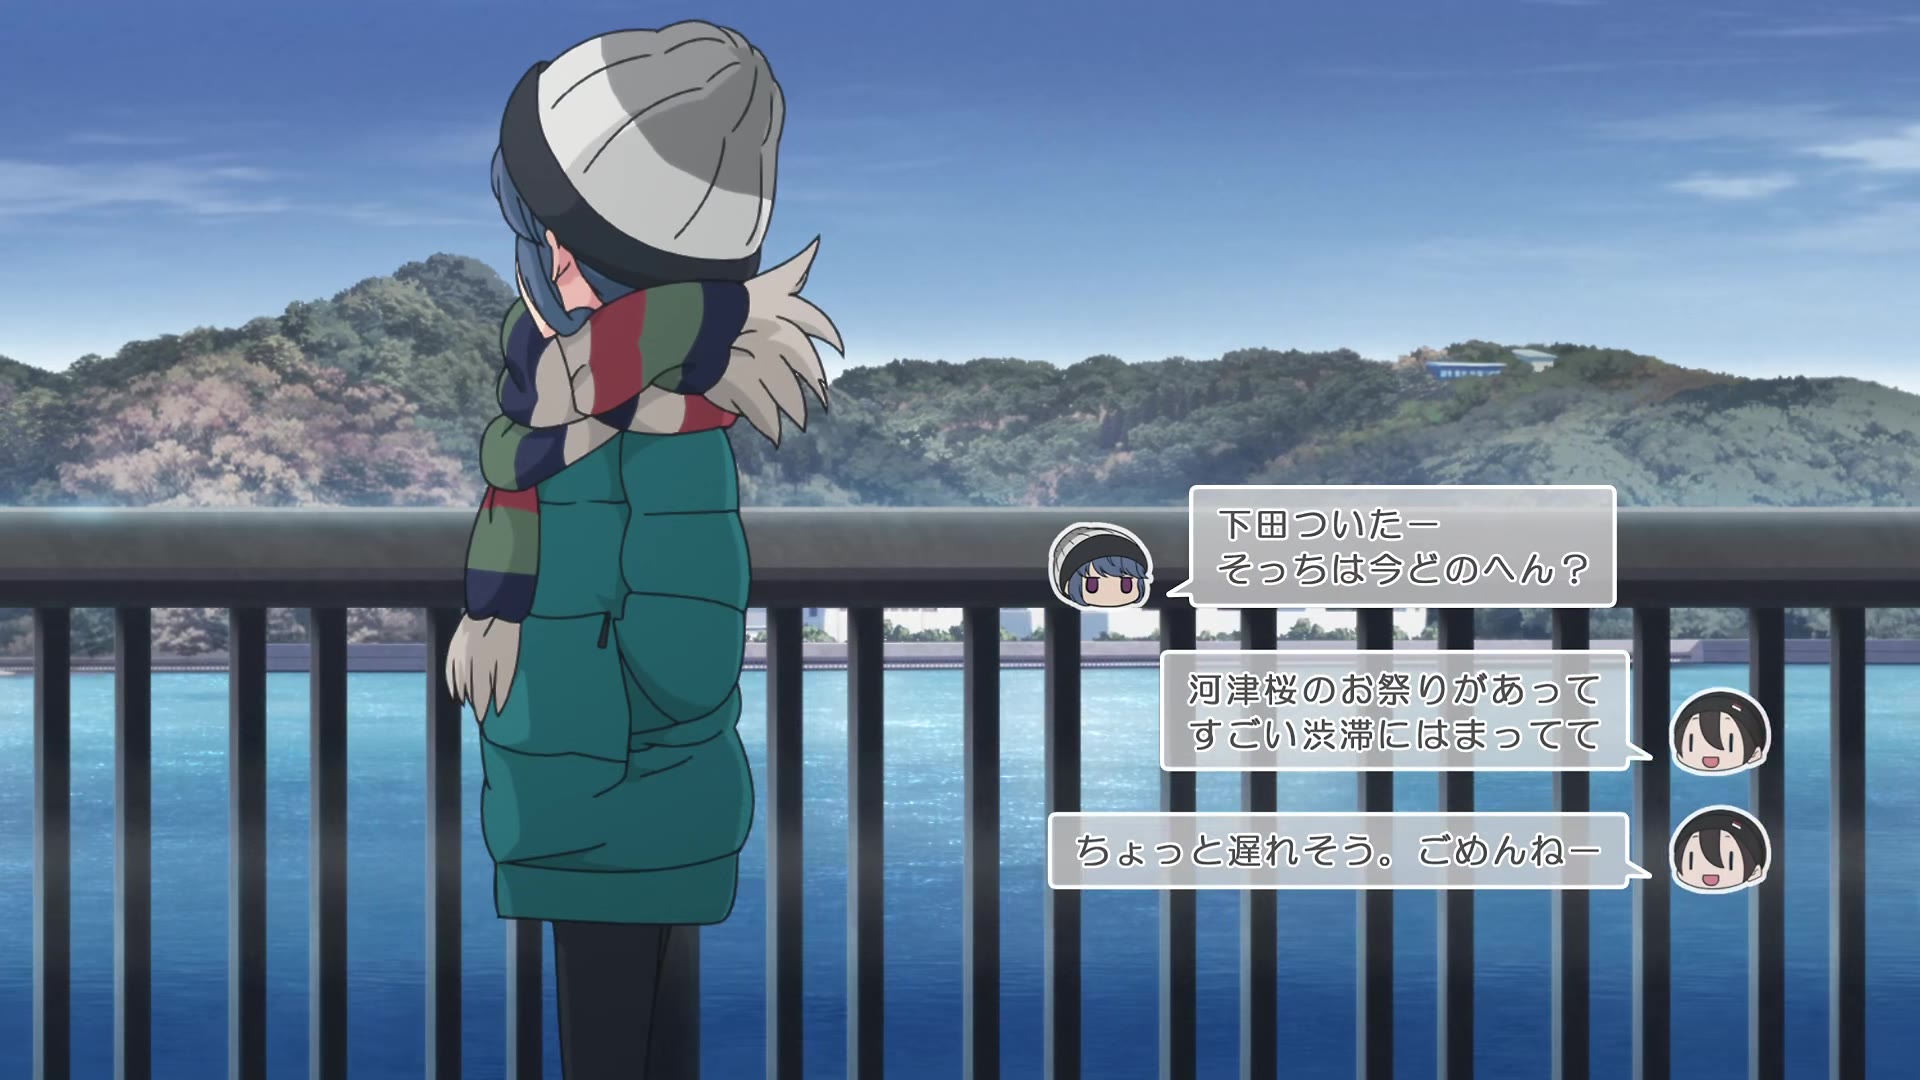 下田ついたー
そっちは今どのへん？
河津桜のお祭りがあって
すごい渋滞にはまってて
ちょっと遅れそう。ごめんねー